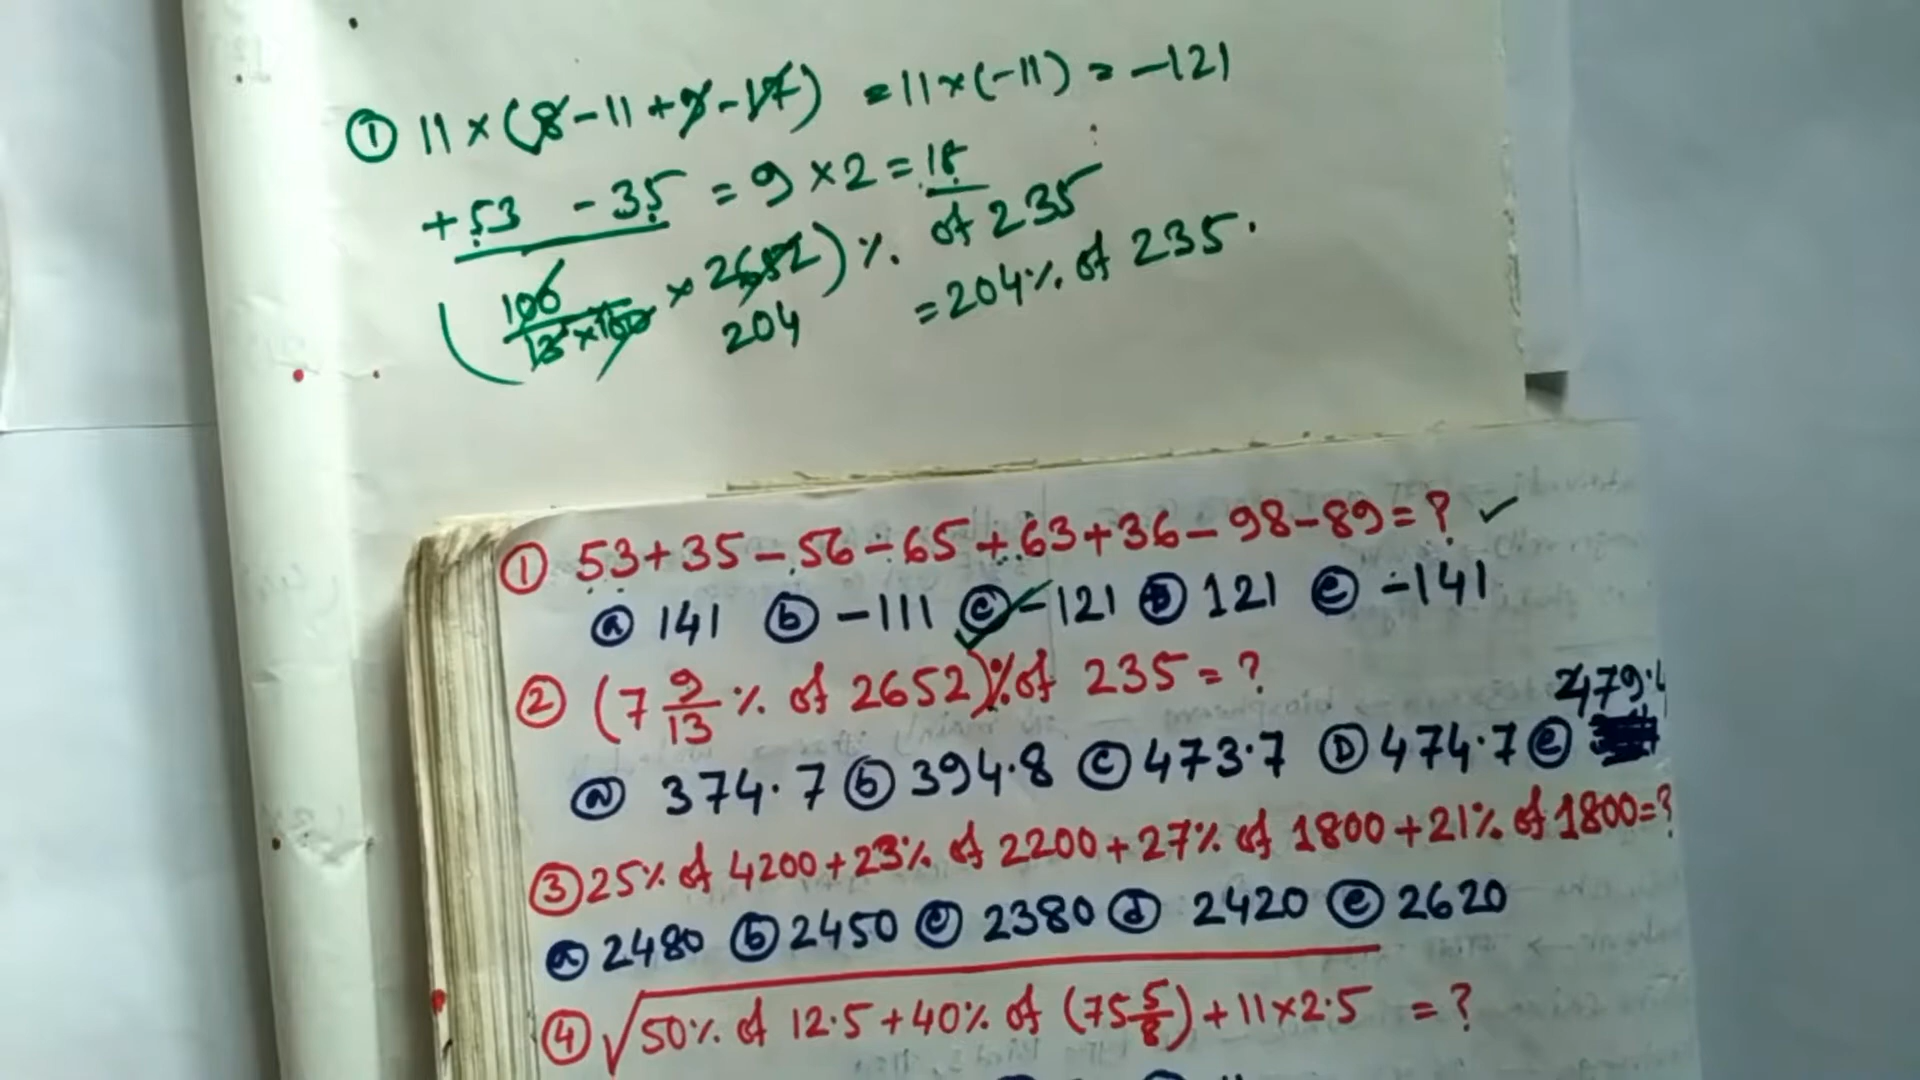 ① 11 × (8 - 11 + 9 - 17) = 11 × (-11) = -121
+53 - 35 = 9 × 2 = 18
(100/13×100 × 2652)% of 235
204 = 204% of 235.
① 53+35-56-65+63+36-98-89=? ✓
ⓐ 141 ⓑ -111 ⓒ -121 Ⓓ 121 ⓔ -141
② (7 9/13 % of 2652)% of 235 = ?
2479.4
ⓐ 374.7 ⓑ 394.8 ⓒ 473.7 Ⓓ 474.7 ⓔ
③ 25% of 4200 + 23% of 2200 + 27% of 1800 + 21% of 1800=?
ⓐ 2480 ⓑ 2450 ⓒ 2380 ⓓ 2420 ⓔ 2620
④ √50% of 12.5 + 40% of (75 5/8) + 11×2.5 = ?